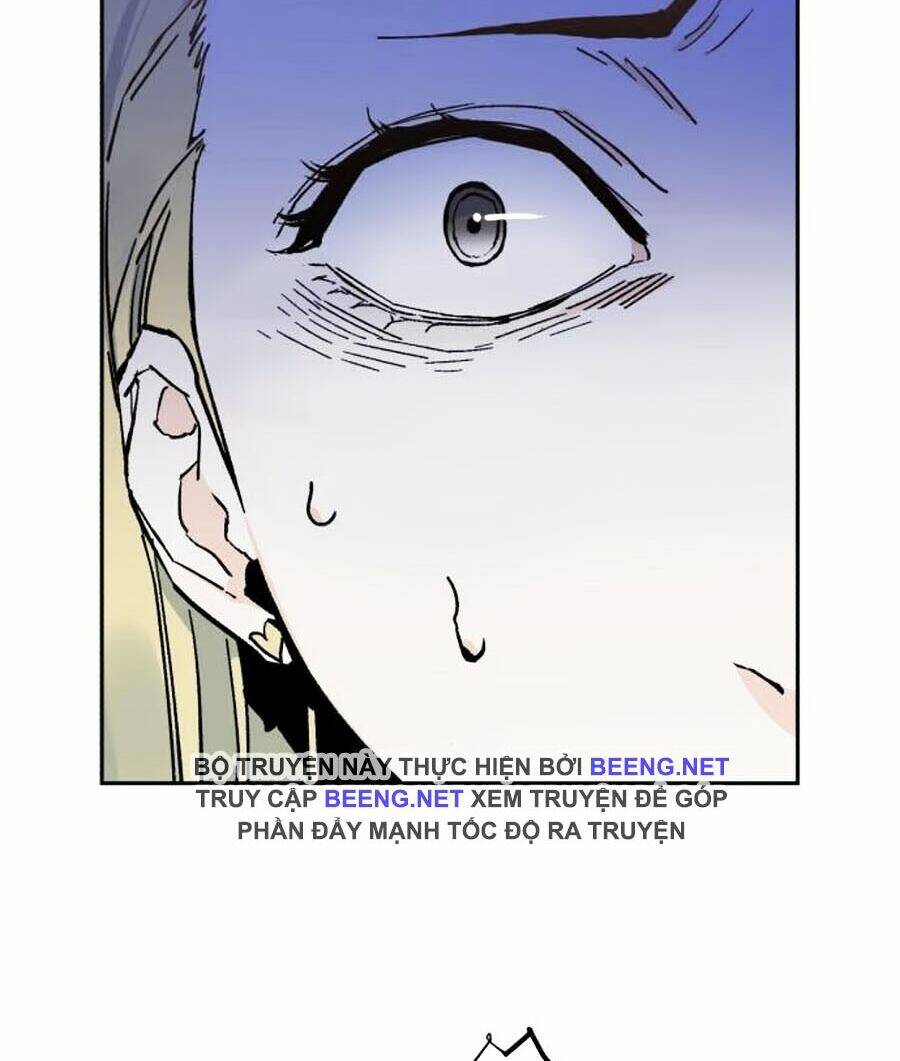 BỘ TRUYỆN NÀY THỰC HIỆN BỞI BEENG.NET
TRUY CẬP BEENG.NET XEM TRUYỆN ĐỂ GÓP
PHẦN ĐẨY MẠNH TỐC ĐỘ RA TRUYỆN